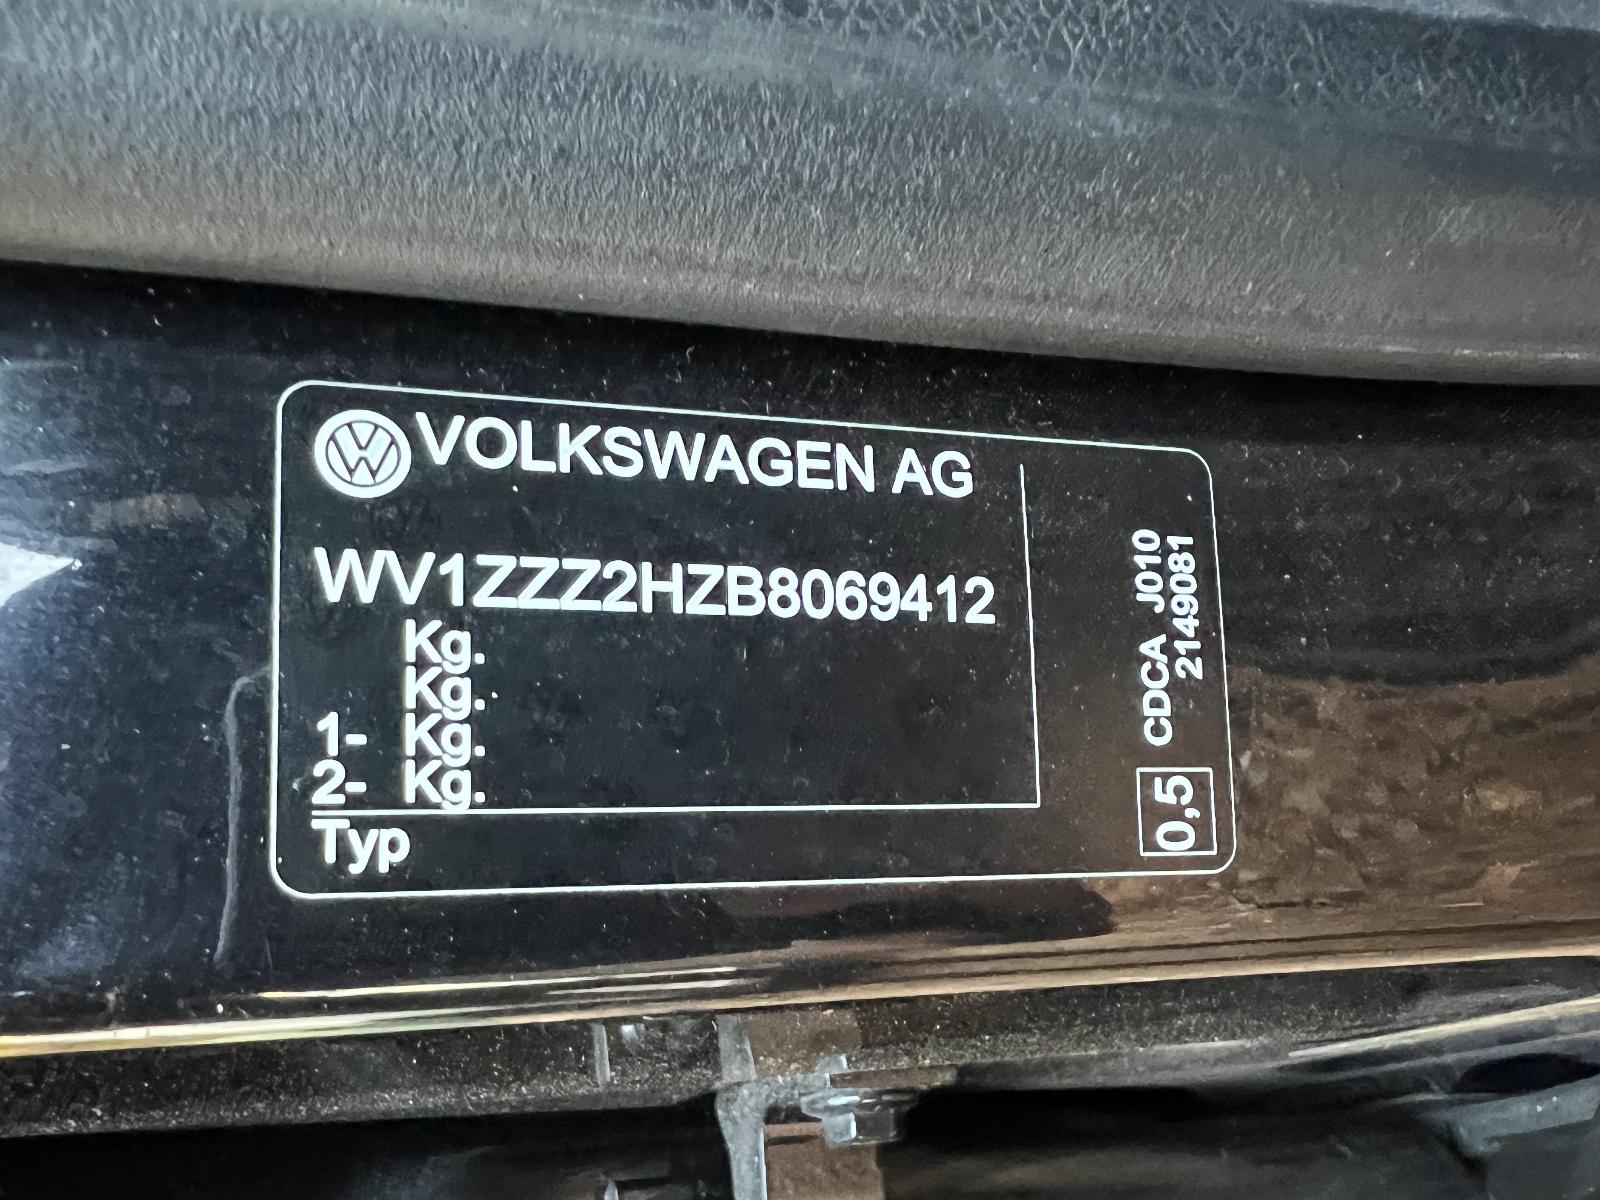 VOLKSWAGEN AG
WV1ZZZ2HZB8069412
Kg.
Kg.
1- Kg.
2- Kg.
Typ
0,5 CDCA J010
2149081